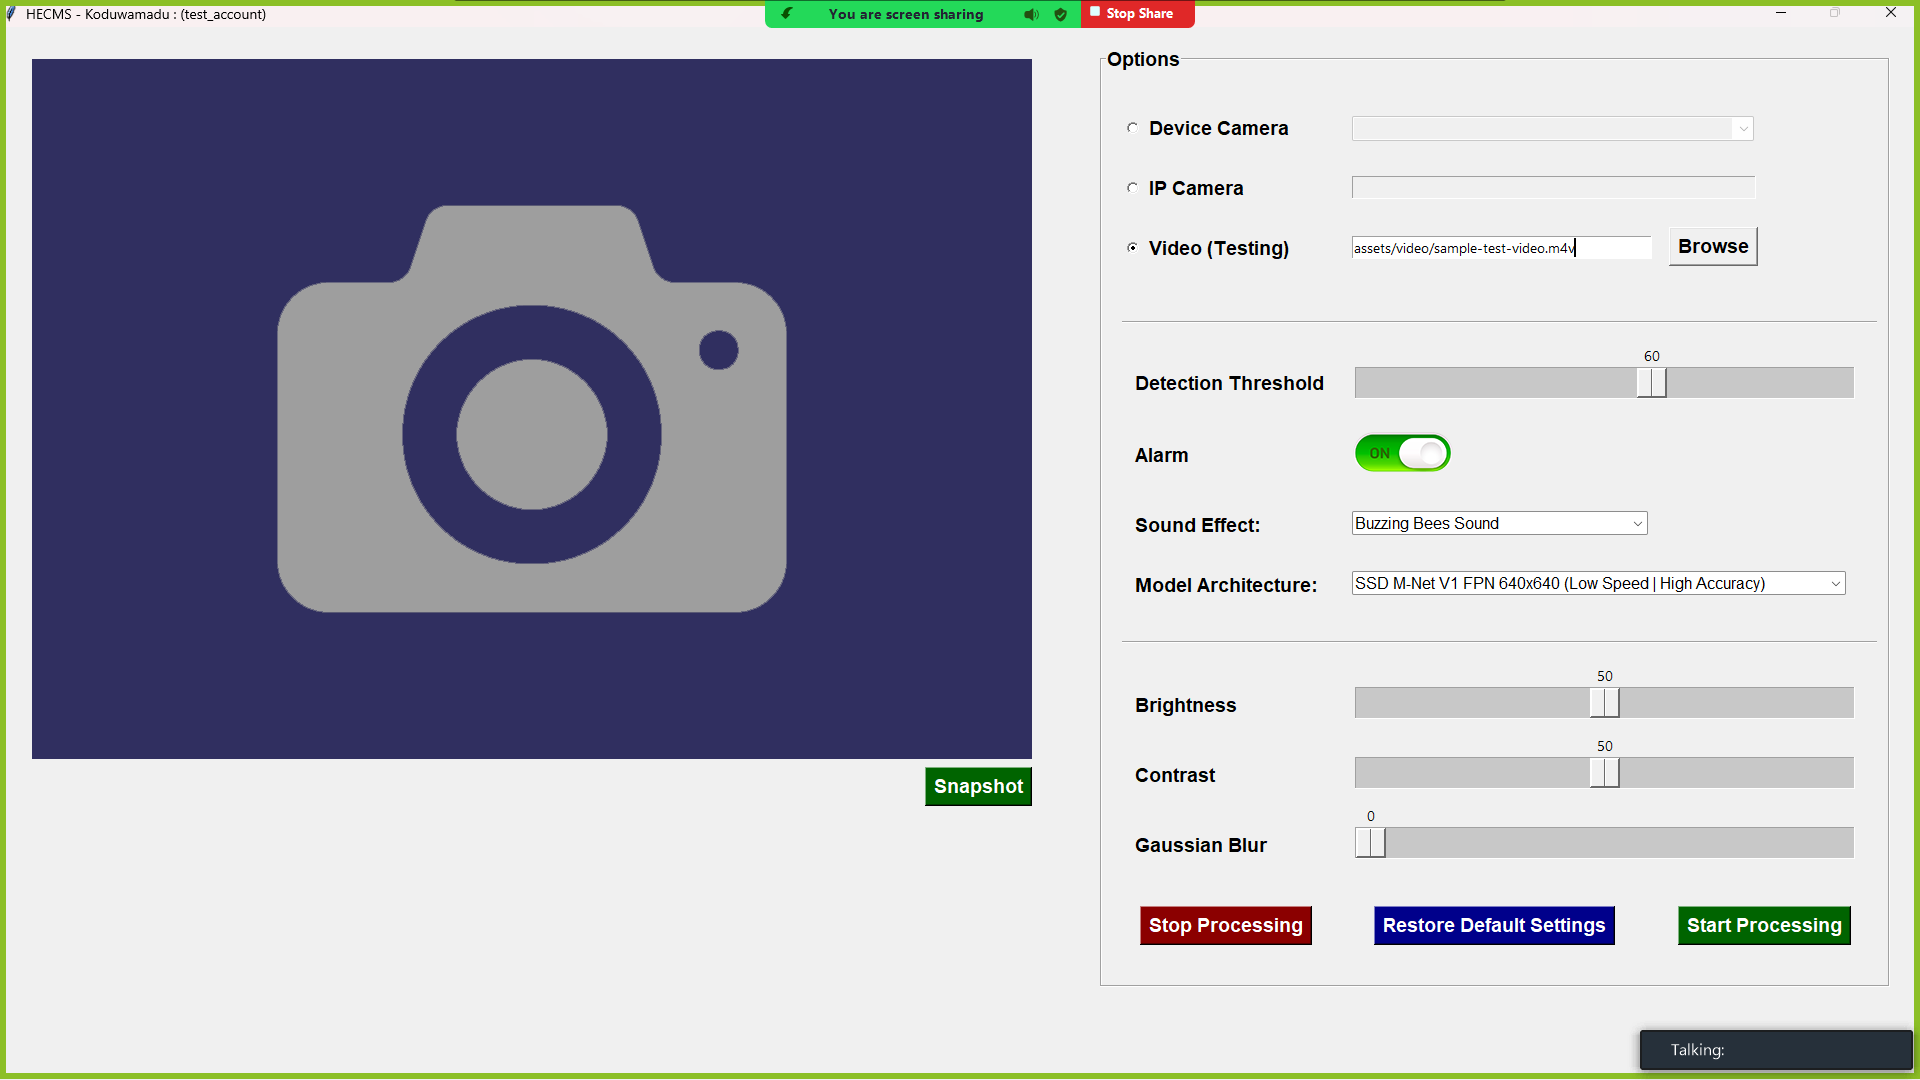 HECMS - Koduwamadu : (test_account)
You are screen sharing
Stop Share
Options
Device Camera
IP Camera
Video (Testing)
assets/video/sample-test-video.m4v
Browse
60
Detection Threshold
Alarm
ON
Sound Effect:
Buzzing Bees Sound
Model Architecture:
SSD M-Net V1 FPN 640x640 (Low Speed | High Accuracy)
50
Brightness
50
Contrast
0
Gaussian Blur
Snapshot
Stop Processing
Restore Default Settings
Start Processing
Talking: